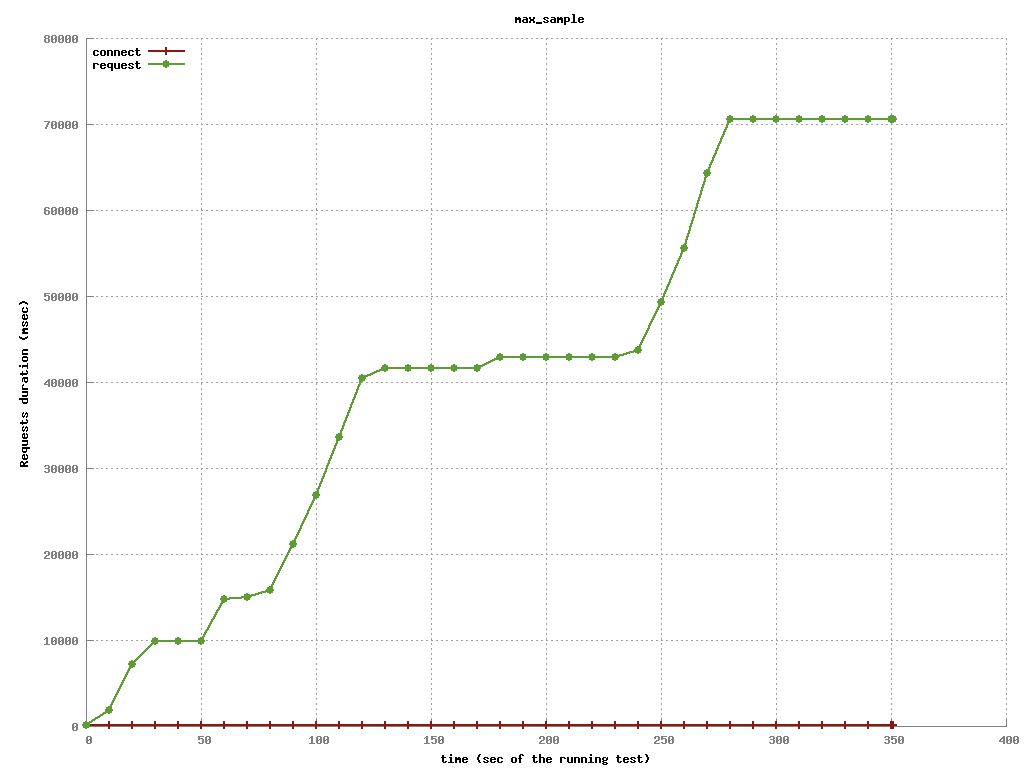 max_sample
80000
connect
request
70000
60000
50000
40000
30000
20000
10000
0
Requests duration (msec)
0 50 100 150 200 250 300 350 400
time (sec of the running test)